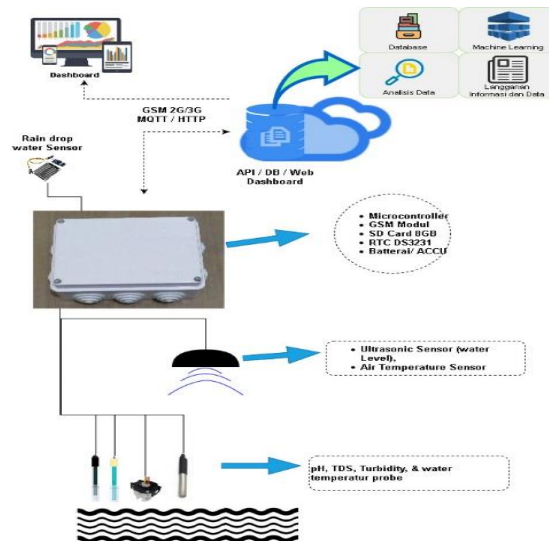 Dashboard
Database
Machine Learning
Analisis Data
Langganan
Informasi dan Data
GSM 2G/3G
MQTT / HTTP
API / DB / Web
Dashboard
Rain drop
water Sensor
• Microcontroller
• GSM Modul
• SD Card 8GB
• RTC DS3231
• Batterai/ ACCU
• Ultrasonic Sensor (water
Level),
• Air Temperature Sensor
pH, TDS, Turbidity, & water
temperatur probe